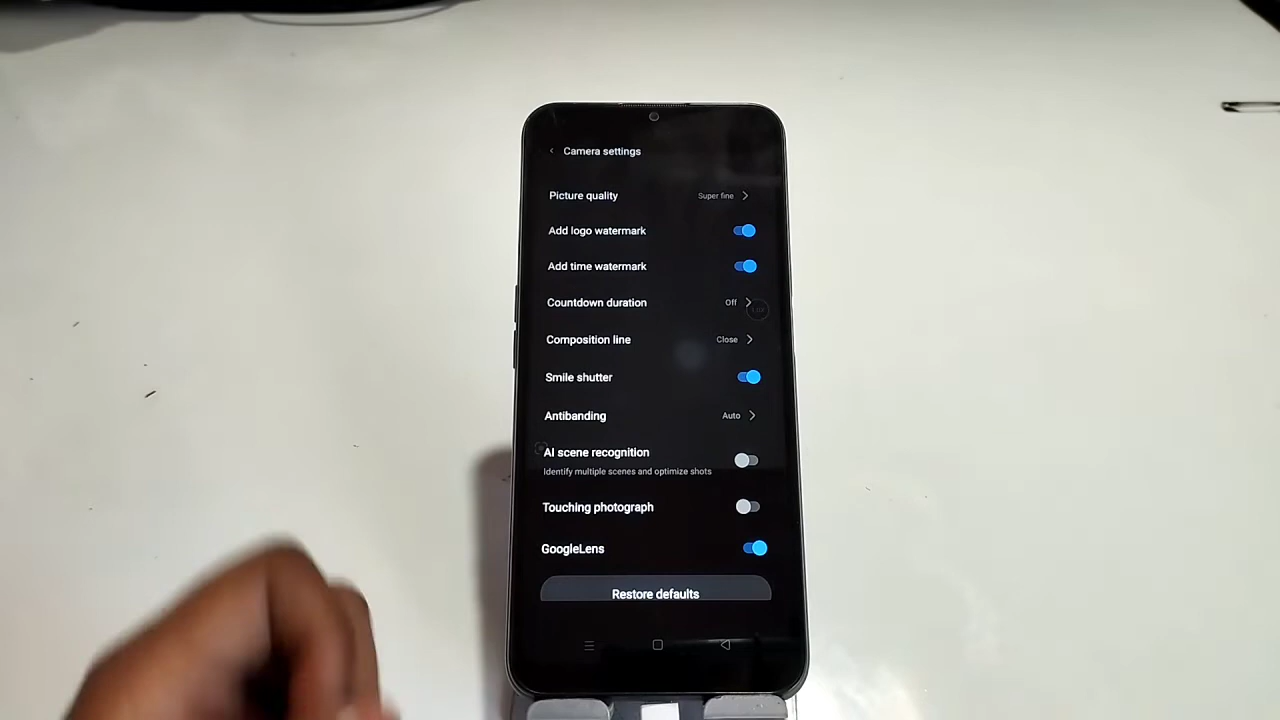 Camera settings
Picture quality Super fine
Add logo watermark
Add time watermark
Countdown duration Off
Composition line Close
Smile shutter
Antibanding Auto
AI scene recognition
Identify multiple scenes and optimize shots
Touching photograph
GoogleLens
Restore defaults